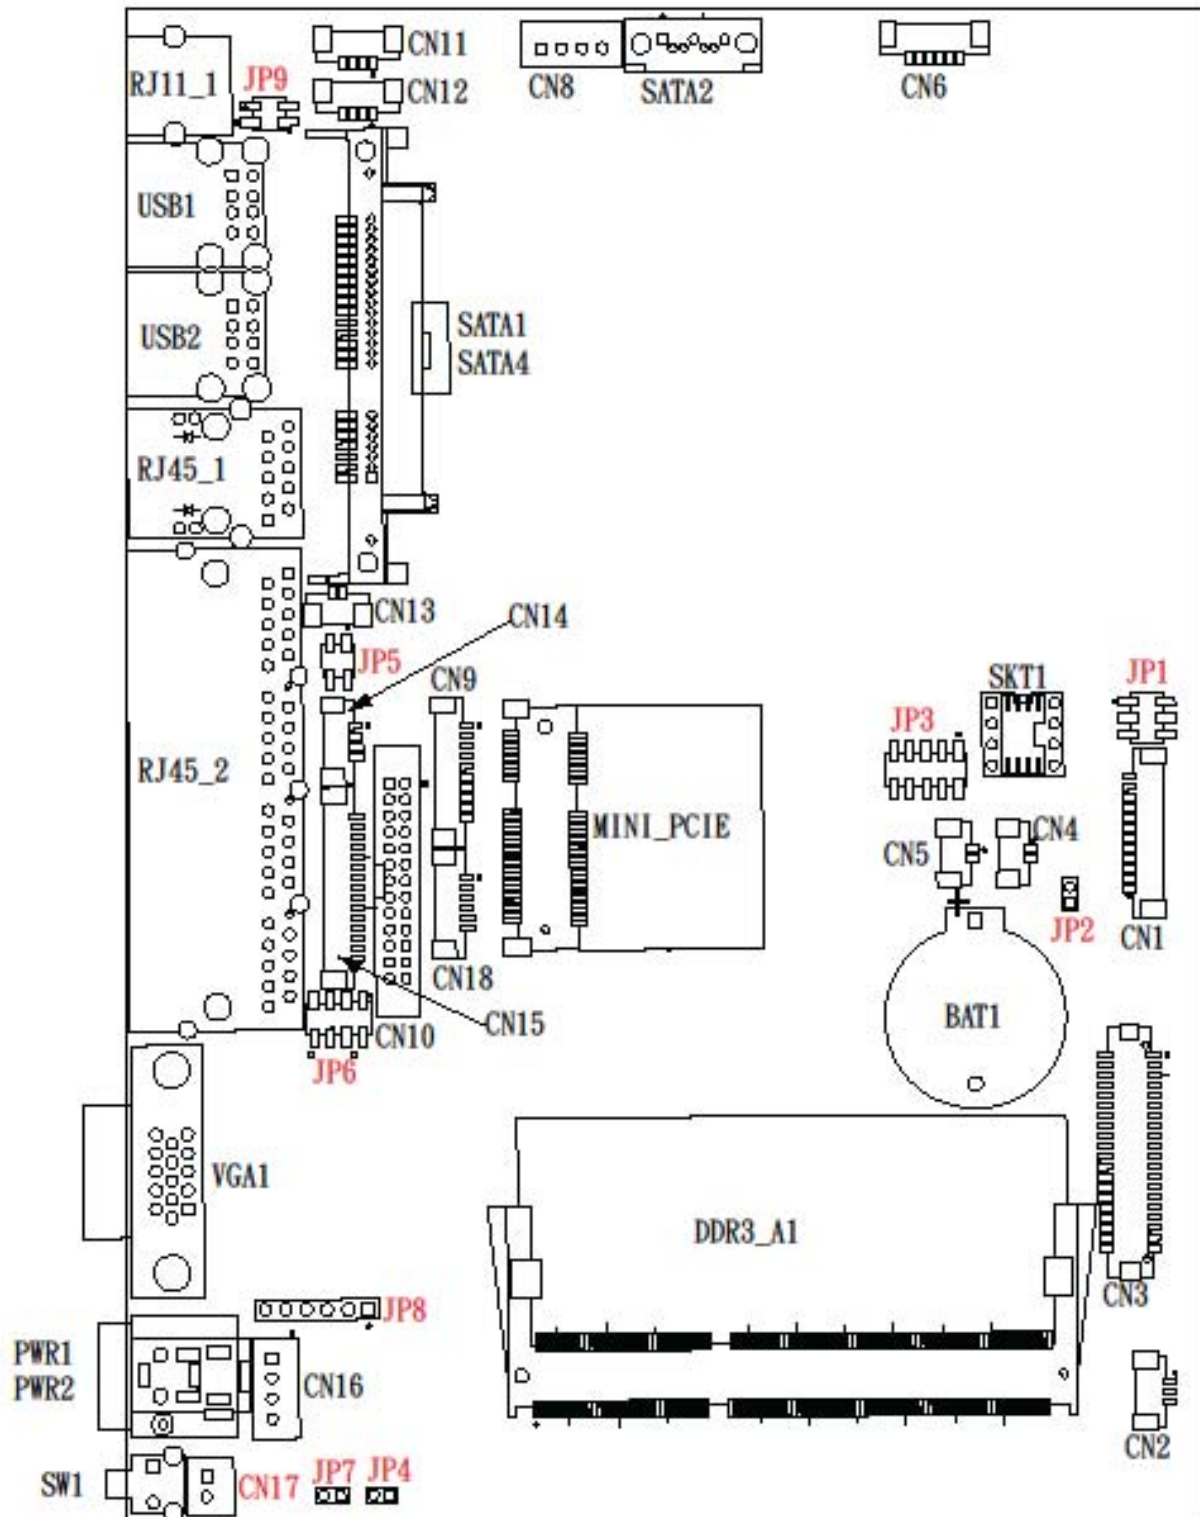 CN11
RJ11_1
JP9
CN12
CN8
SATA2
CN6
USB1
USB2
SATA1
SATA4
RJ45_1
CN13
CN14
JP5
CN9
SKT1
JP1
JP3
RJ45_2
MINI_PCIE
CN5
CN4
JP2
CN1
CN18
CN15
CN10
BAT1
JP6
VGA1
DDR3_A1
CN3
JP8
PWR1
PWR2
CN16
CN2
SW1
CN17
JP7
JP4